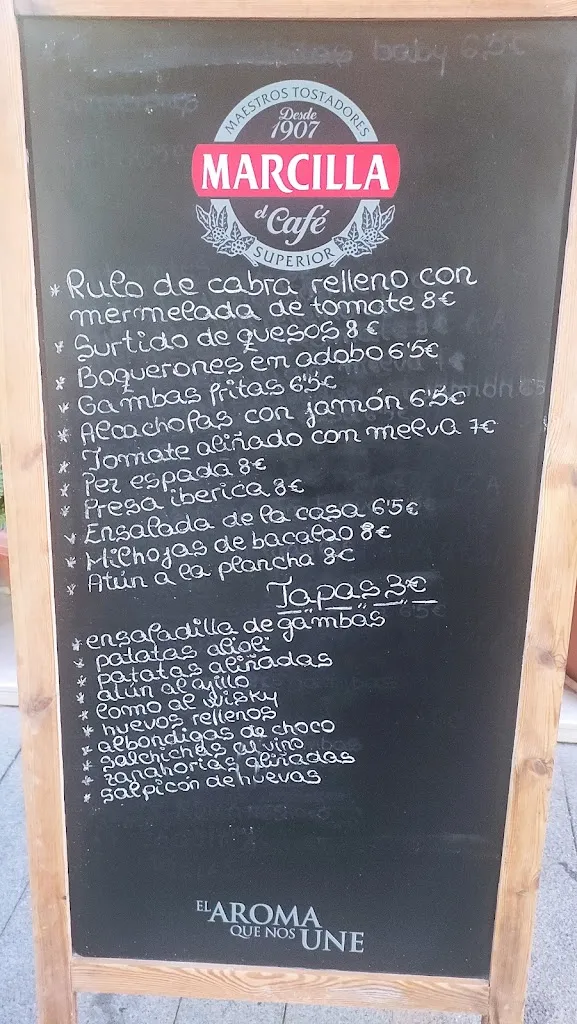 baby 6,5€
MAESTROS TOSTADORES
Desde
1907
MARCILLA
el Café
SUPERIOR
* Rulo de cabra relleno con
mermelada de tomate 8€
* Surtido de quesos 8€
* Boquerones en adobo 6'5€
* Gambas fritas 6'5€
* Alcachofas con jamón 6'5€
* Tomate aliñado con melva 7€
* Pez espada 8€
* Presa iberica 8€
* Ensalada de la casa 6'5€
* Milhojas de bacalao 8€
* Atún a la plancha 8€
Tapas 3€
* ensaladilla de gambas
* patatas alioli
* patatas aliñadas
* atún al ajillo
* lomo al wisky
* huevos rellenos
* albondigas de choco
* salchichas al vino
* zanahorias aliñadas
* salpicón de huevas
EL AROMA
QUE NOS UNE